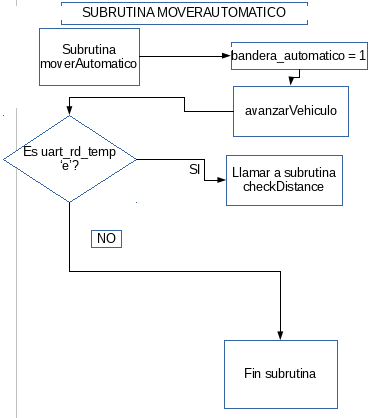 SUBRUTINA MOVERAUTOMATICO
Subrutina
moverAutomatico
bandera_automatico = 1
avanzarVehiculo
Es uart_rd_temp
‘e’?
SI
Llamar a subrutina
checkDistance
NO
Fin subrutina